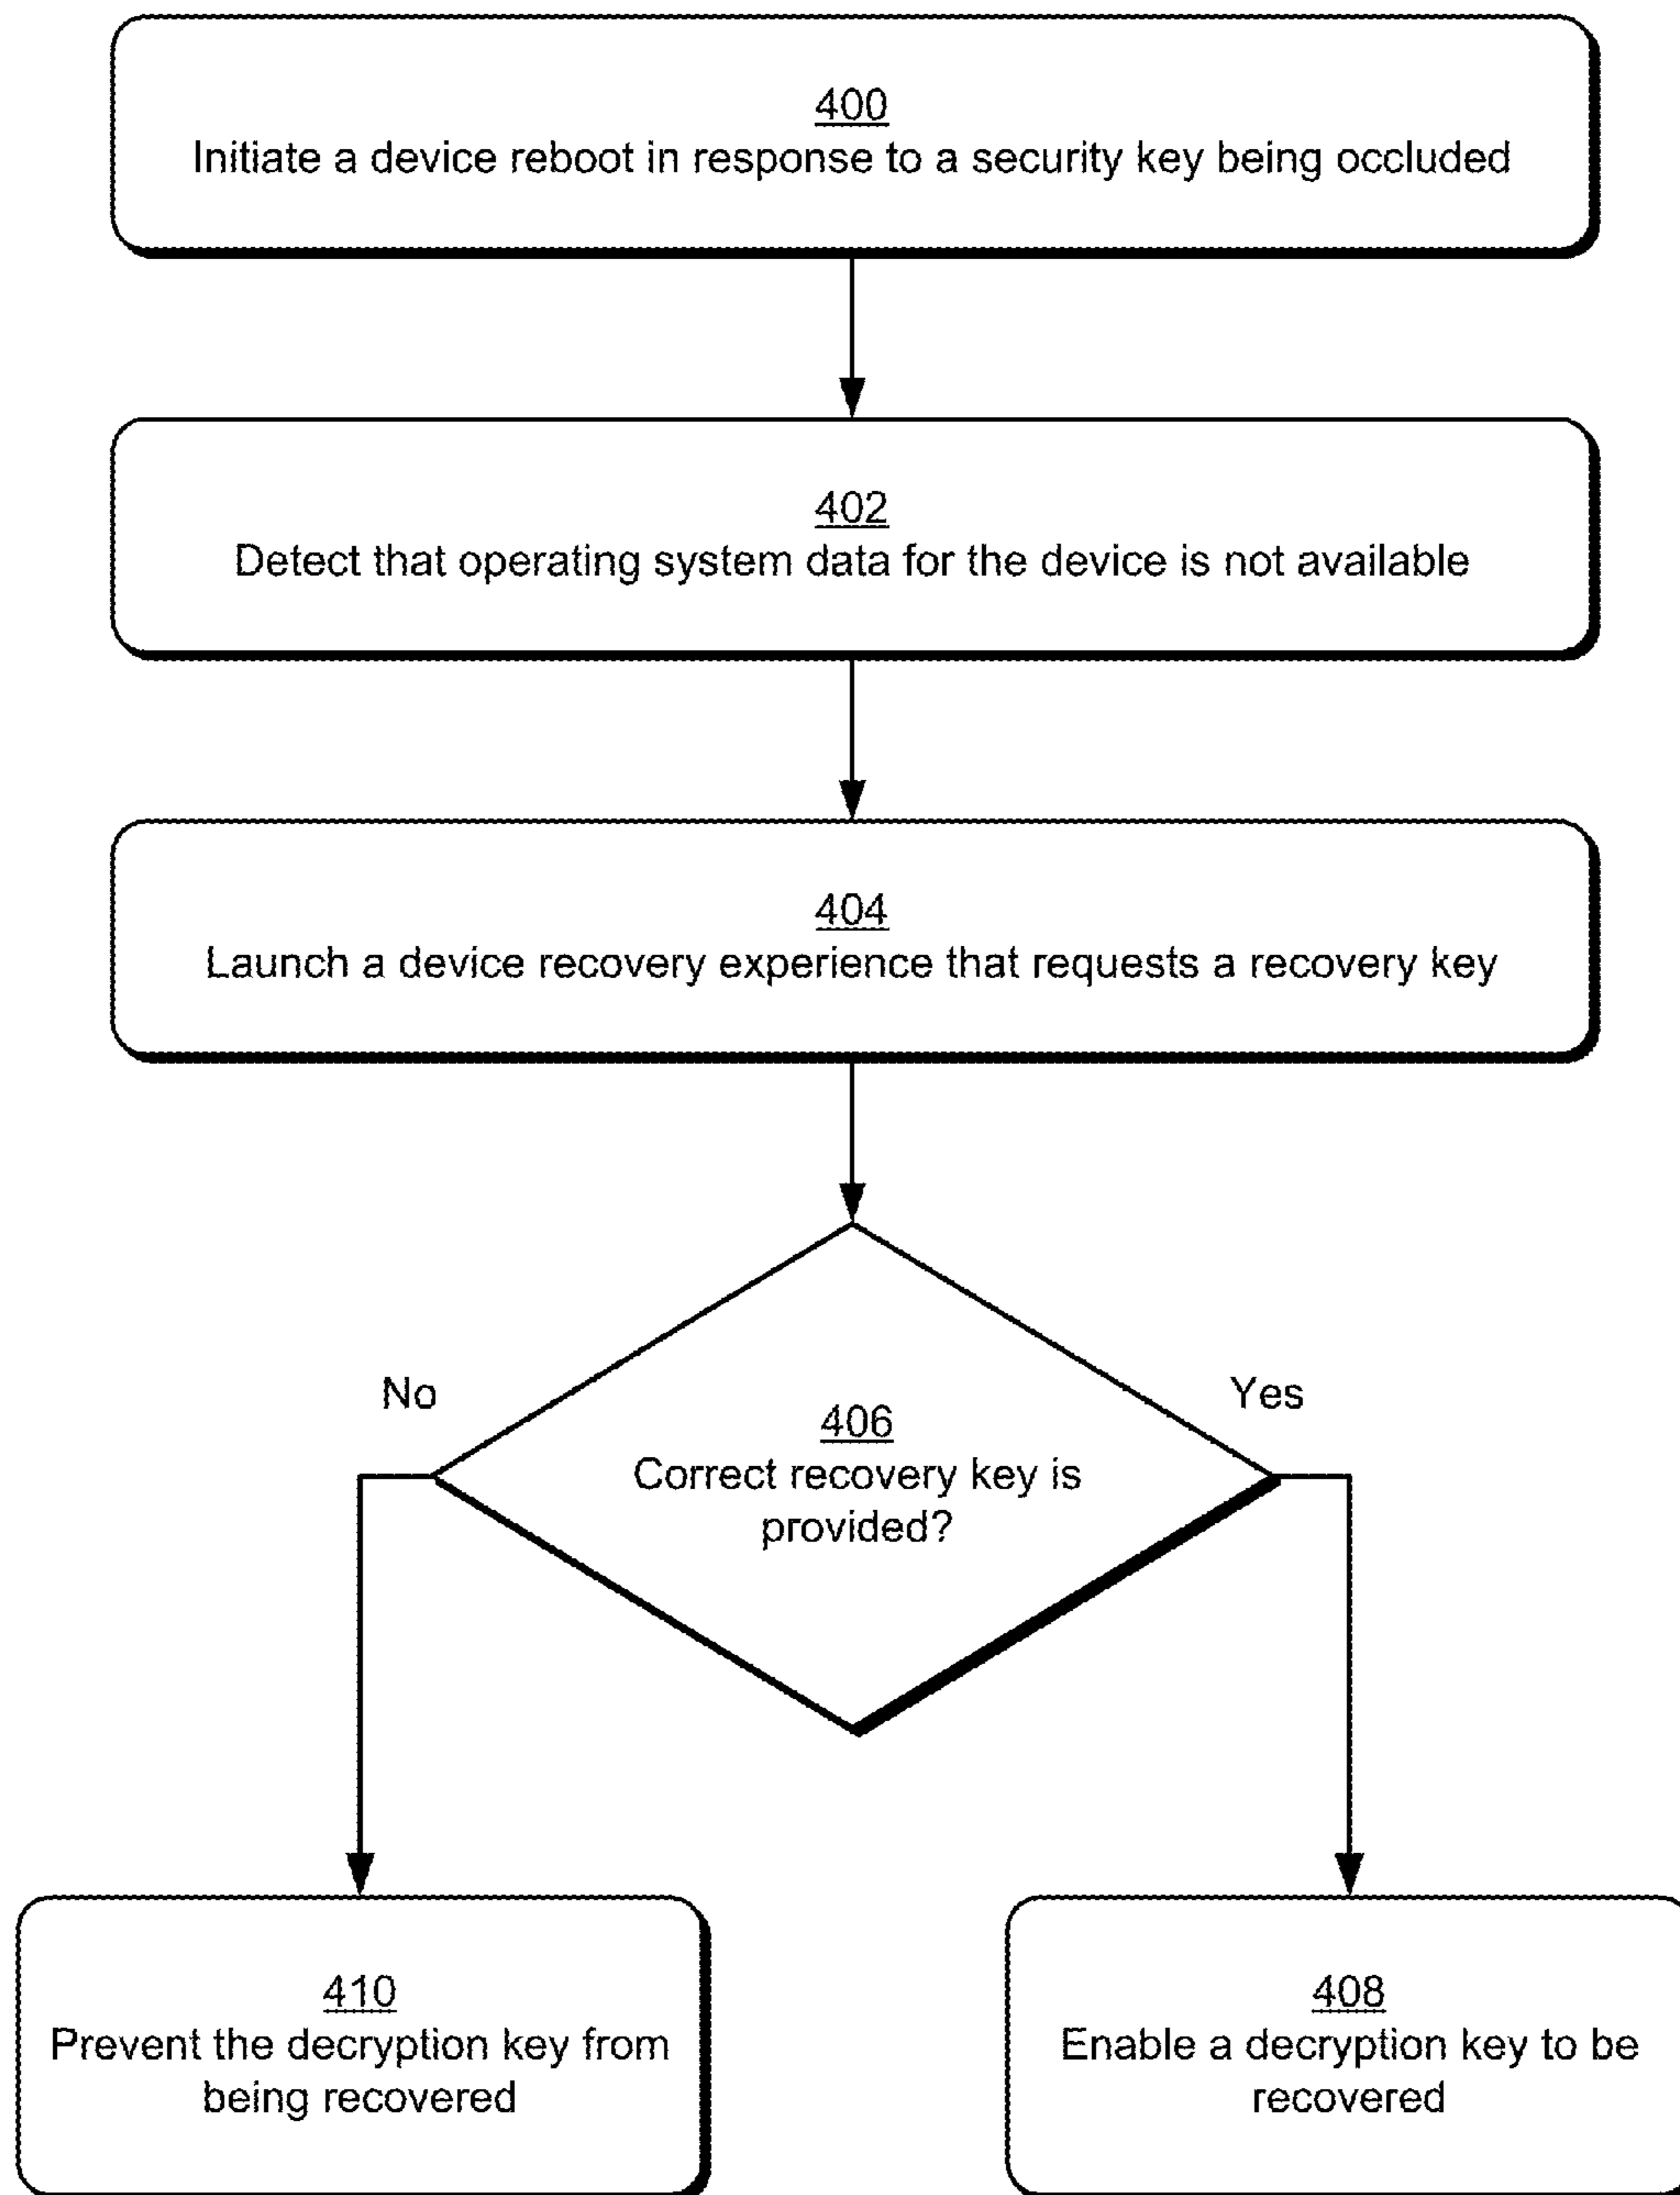 400
Initiate a device reboot in response to a security key being occluded
402
Detect that operating system data for the device is not available
404
Launch a device recovery experience that requests a recovery key
No
Yes
406
Correct recovery key is
provided?
410
Prevent the decryption key from
being recovered
408
Enable a decryption key to be
recovered